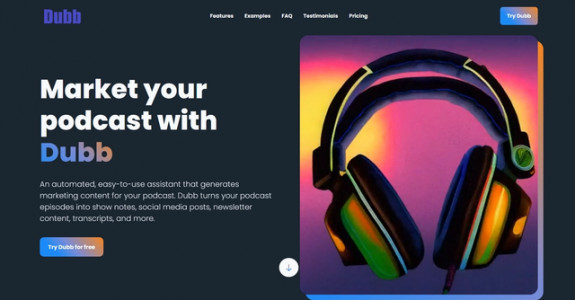 Dubb
Features Examples FAQ Testimonials Pricing
Try Dubb
Market your
podcast with
Dubb
An automated, easy-to-use assistant that generates
marketing content for your podcast. Dubb turns your podcast
episodes into show notes, social media posts, newsletter
content, transcripts, and more.
Try Dubb for free